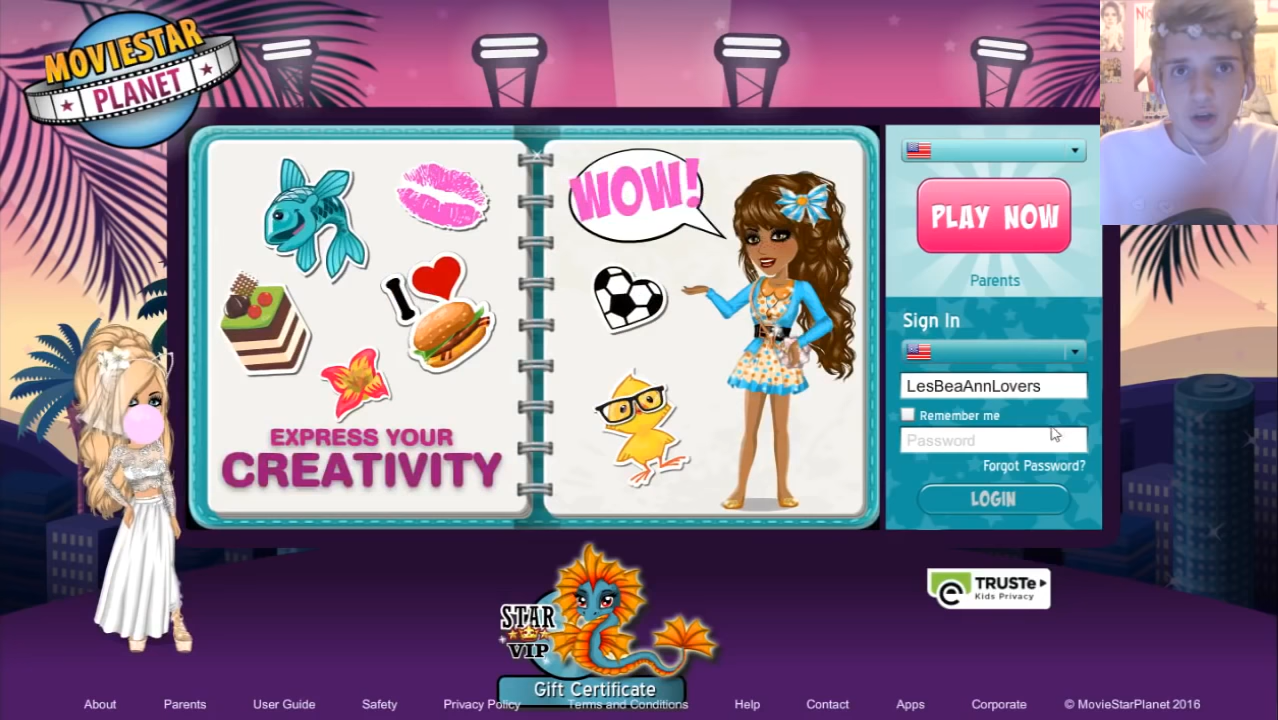 MOVIESTAR
PLANET
WOW!
I
EXPRESS YOUR
CREATIVITY
PLAY NOW
Parents
Sign In
LesBeaAnnLovers
Remember me
Password
Forgot Password?
LOGIN
TRUSTe
Kids Privacy
STAR
VIP
Gift Certificate
About Parents User Guide Safety Privacy Policy Terms and Conditions Help Contact Apps Corporate © MovieStarPlanet 2016